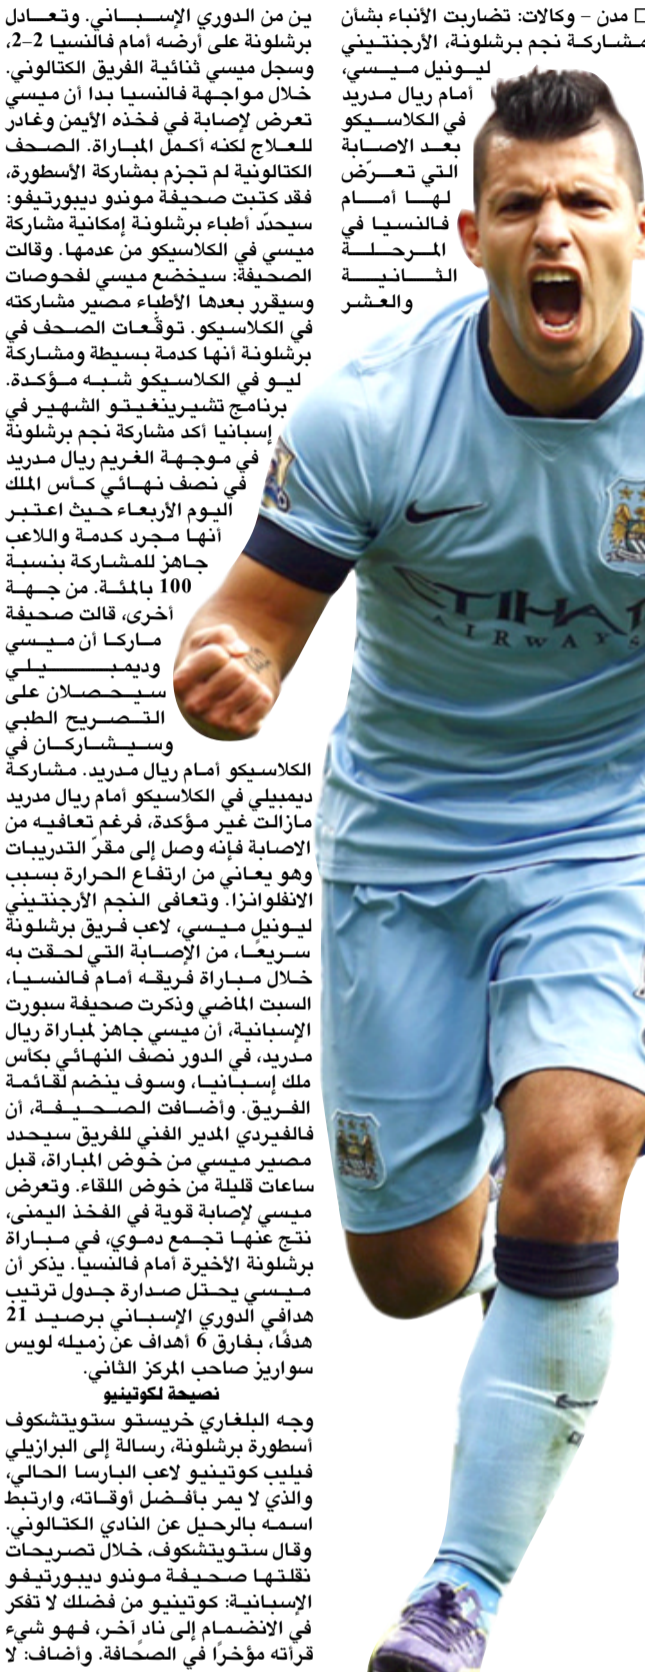 □ مدن – وكالات: تضاربت الأنباء بشأن
مشاركة نجم برشلونة، الأرجنتيني
ليونيل ميسي،
أمام ريال مدريد
في الكلاسيكو
بعد الاصابة
التي تعرّض
لها أمام
فالنسيا في
المرحلة
الثانية
والعشر
ين من الدوري الإسباني. وتعادل
برشلونة على أرضه أمام فالنسيا 2-2،
وسجل ميسي ثنائية الفريق الكتالوني.
خلال مواجهة فالنسيا بدا أن ميسي
تعرض لإصابة في فخذه الأيمن وغادر
للعلاج لكنه أكمل المباراة. الصحف
الكتالونية لم تجزم بمشاركة الأسطورة،
فقد كتبت صحيفة موندو ديبورتيفو:
سيحدّد أطباء برشلونة إمكانية مشاركة
ميسي في الكلاسيكو من عدمها. وقالت
الصحيفة: سيخضع ميسي لفحوصات
وسيقرر بعدها الأطباء مصير مشاركته
في الكلاسيكو. توقّعات الصحف في
برشلونة أنها كدمة بسيطة ومشاركة
ليو في الكلاسيكو شبه مؤكدة.
برنامج تشيرينغيتو الشهير في
إسبانيا أكد مشاركة نجم برشلونة
في موجهة الغريم ريال مدريد
في نصف نهائي كأس الملك
اليوم الأربعاء حيث اعتبر
أنها مجرد كدمة واللاعب
جاهز للمشاركة بنسبة
100 بالمئة. من جهة
أخرى، قالت صحيفة
ماركا أن ميسي
وديمبيلي
سيحصلان على
التصريح الطبي
وسيشاركان في
الكلاسيكو أمام ريال مدريد. مشاركة
ديمبيلي في الكلاسيكو أمام ريال مدريد
مازالت غير مؤكدة، فرغم تعافيه من
الاصابة فإنه وصل إلى مقرّ التدريبات
وهو يعاني من ارتفاع الحرارة بسبب
الانفلوانزا. وتعافى النجم الأرجنتيني
ليونيل ميسي، لاعب فريق برشلونة
سريعًا، من الإصابة التي لحقت به
خلال مباراة فريقه أمام فالنسيا،
السبت الماضي وذكرت صحيفة سبورت
الإسبانية، أن ميسي جاهز لمباراة ريال
مدريد، في الدور نصف النهائي بكأس
ملك إسبانيا، وسوف ينضم لقائمة
الفريق. وأضافت الصحيفة، أن
فالفيردي المدير الفني للفريق سيحدد
مصير ميسي من خوض المباراة، قبل
ساعات قليلة من خوض اللقاء. وتعرض
ميسي لإصابة قوية في الفخذ اليمنى،
نتج عنها تجمع دموي، في مباراة
برشلونة الأخيرة أمام فالنسيا. يذكر أن
ميسي يحتل صدارة جدول ترتيب
هدافي الدوري الإسباني برصيد 21
هدفًا، بفارق 6 أهداف عن زميله لويس
سواريز صاحب المركز الثاني.
نصيحة لكوتينيو
وجه البلغاري خريستو ستويتشكوف
أسطورة برشلونة، رسالة إلى البرازيلي
فيليب كوتينيو لاعب البارسا الحالي،
والذي لا يمر بأفضل أوقاته، وارتبط
اسمه بالرحيل عن النادي الكتالوني.
وقال ستويتشكوف، خلال تصريحات
نقلتها صحيفة موندو ديبورتيفو
الإسبانية: كوتينيو من فضلك لا تفكر
في الانضمام إلى نادٍ آخر، فهو شيء
قرأته مؤخرًا في الصحافة. وأضاف: لا
ETIHA
AIRWAYS